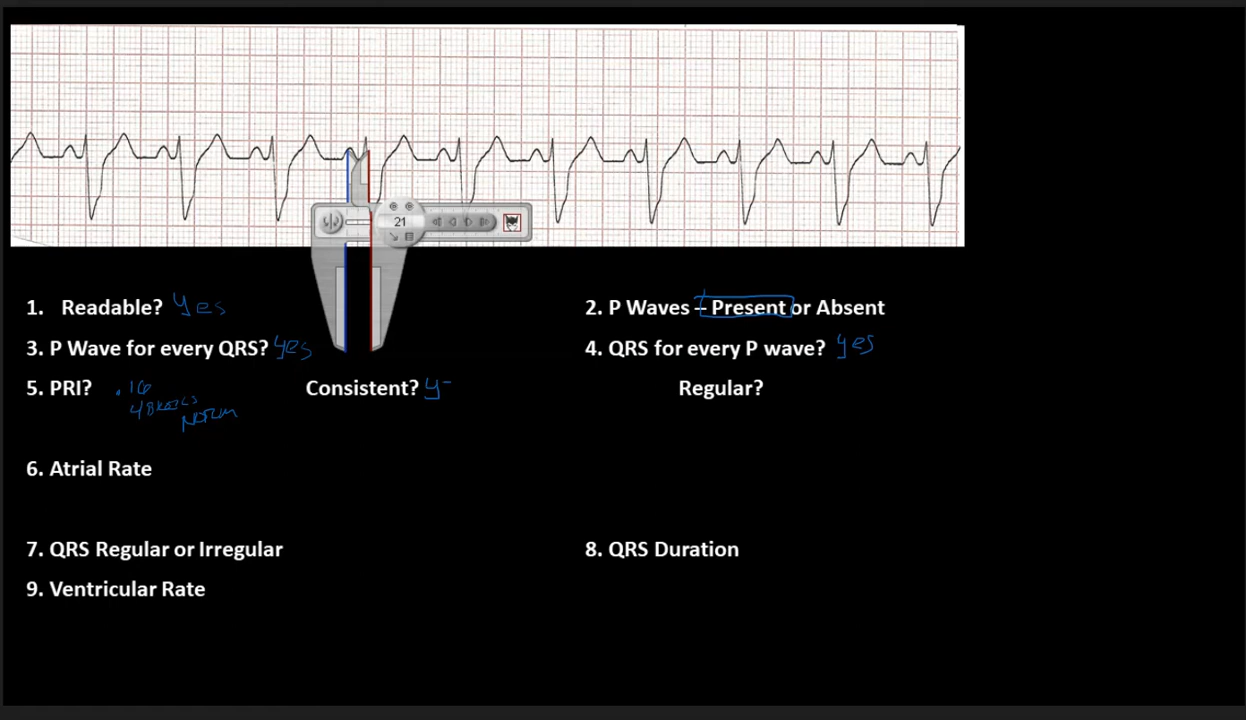 21
1. Readable? Yes
2. P Waves – Present or Absent
3. P Wave for every QRS? yes
4. QRS for every P wave? yes
5. PRI? .16 Consistent? y Regular?
48
6. Atrial Rate
7. QRS Regular or Irregular
8. QRS Duration
9. Ventricular Rate